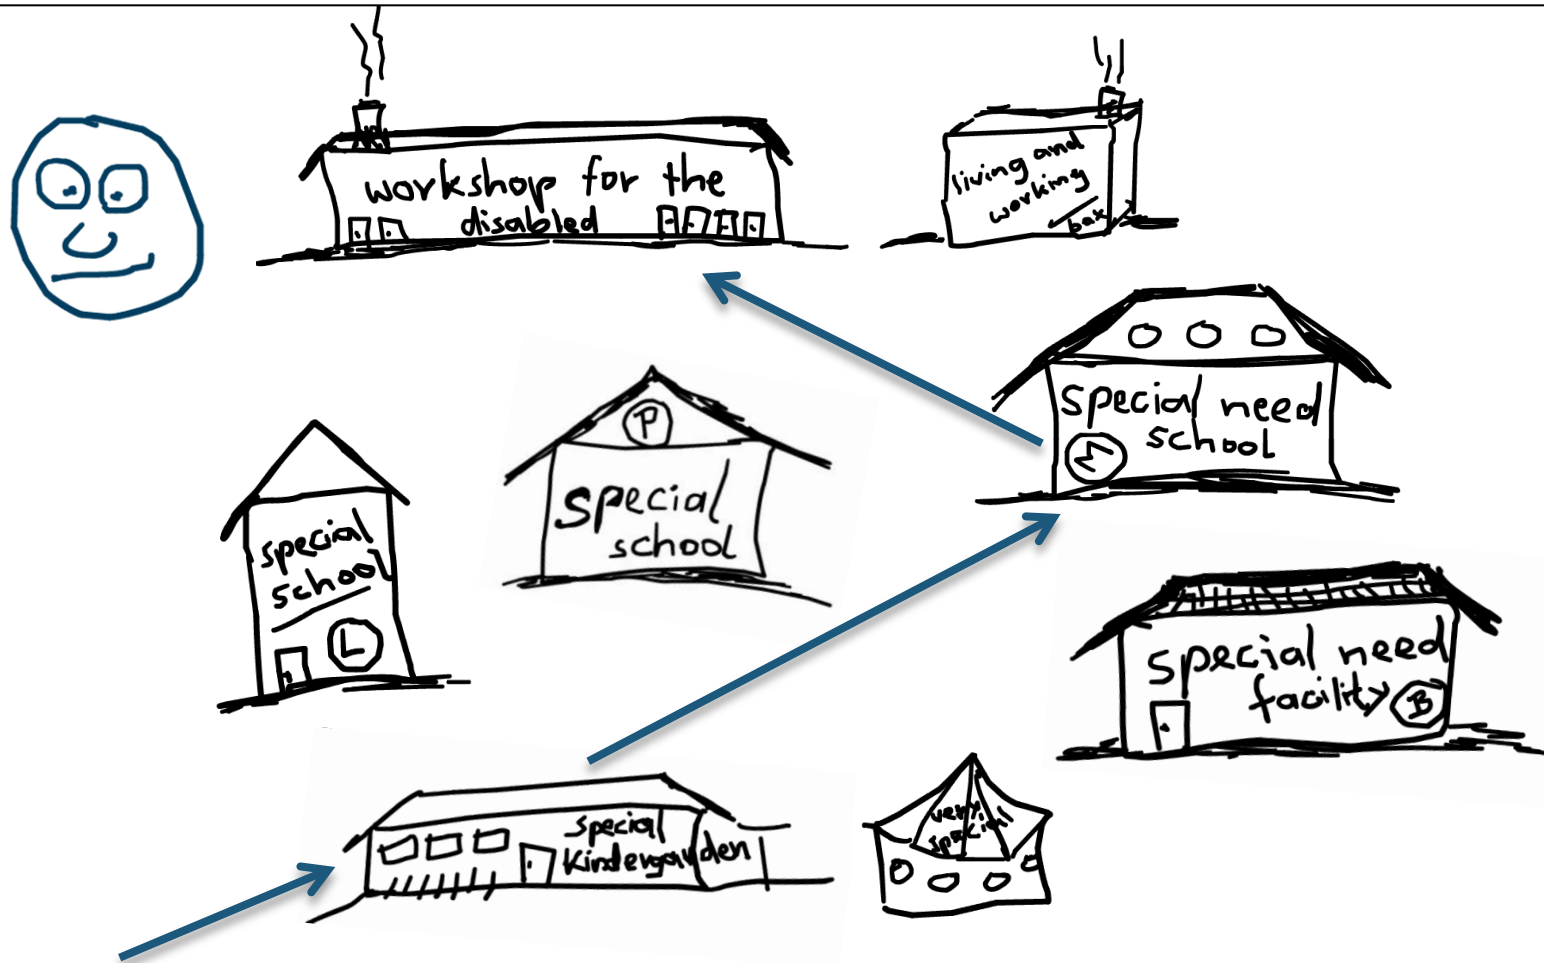 workshop for the
disabled
living and
working
box
special need
school
P
special
school
special
school
L
special need
facility B
special
Kindergarden
very
special